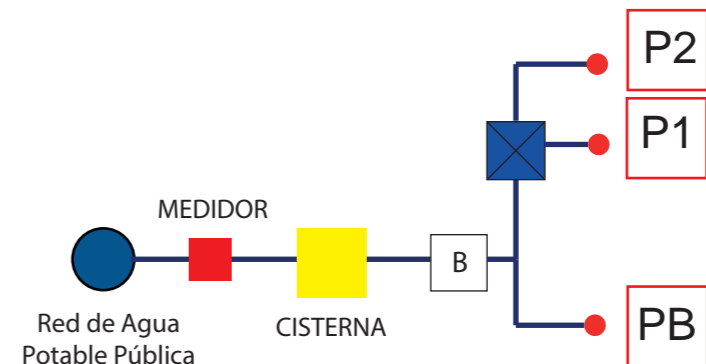 P2
P1
MEDIDOR
B
Red de Agua
Potable Pública
CISTERNA
PB